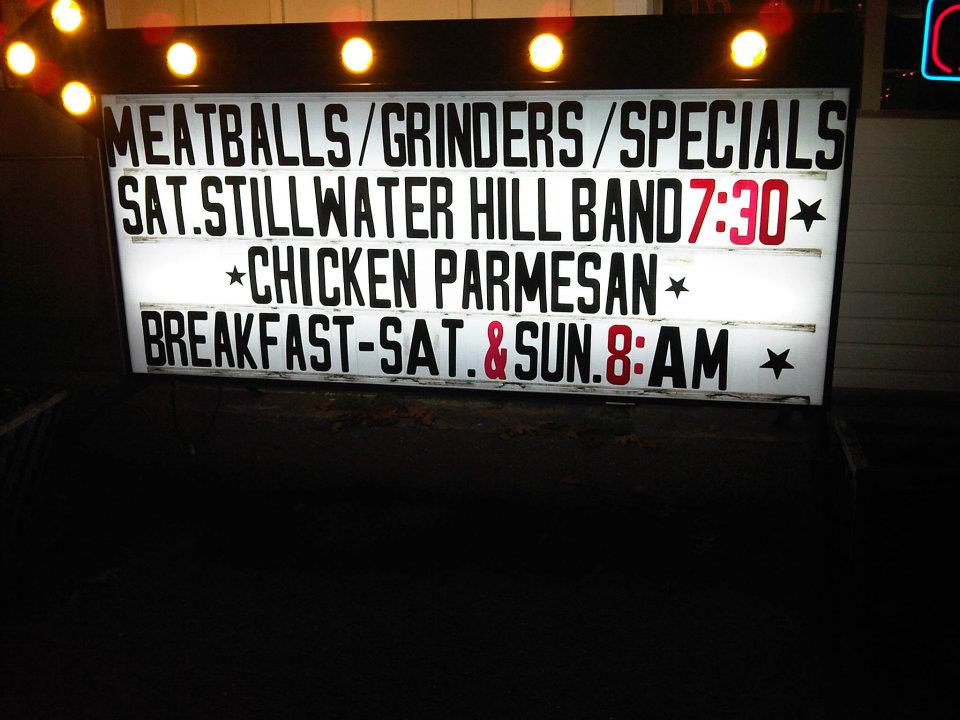 MEATBALLS/GRINDERS/SPECIALS
SAT.STILLWATER HILL BAND 7:30 ★
★ CHICKEN PARMESAN ★
BREAKFAST-SAT. & SUN. 8:AM ★